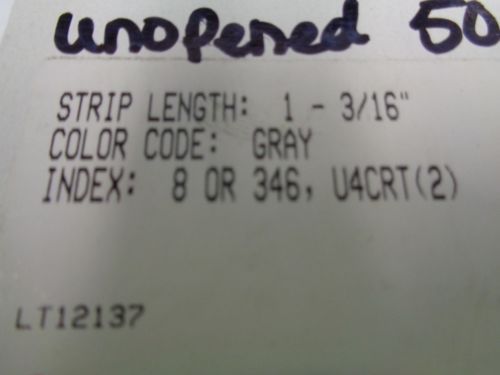 unopened 50
STRIP LENGTH: 1 - 3/16"
COLOR CODE: GRAY
INDEX: 8 OR 346, U4CRT(2)
LT12137